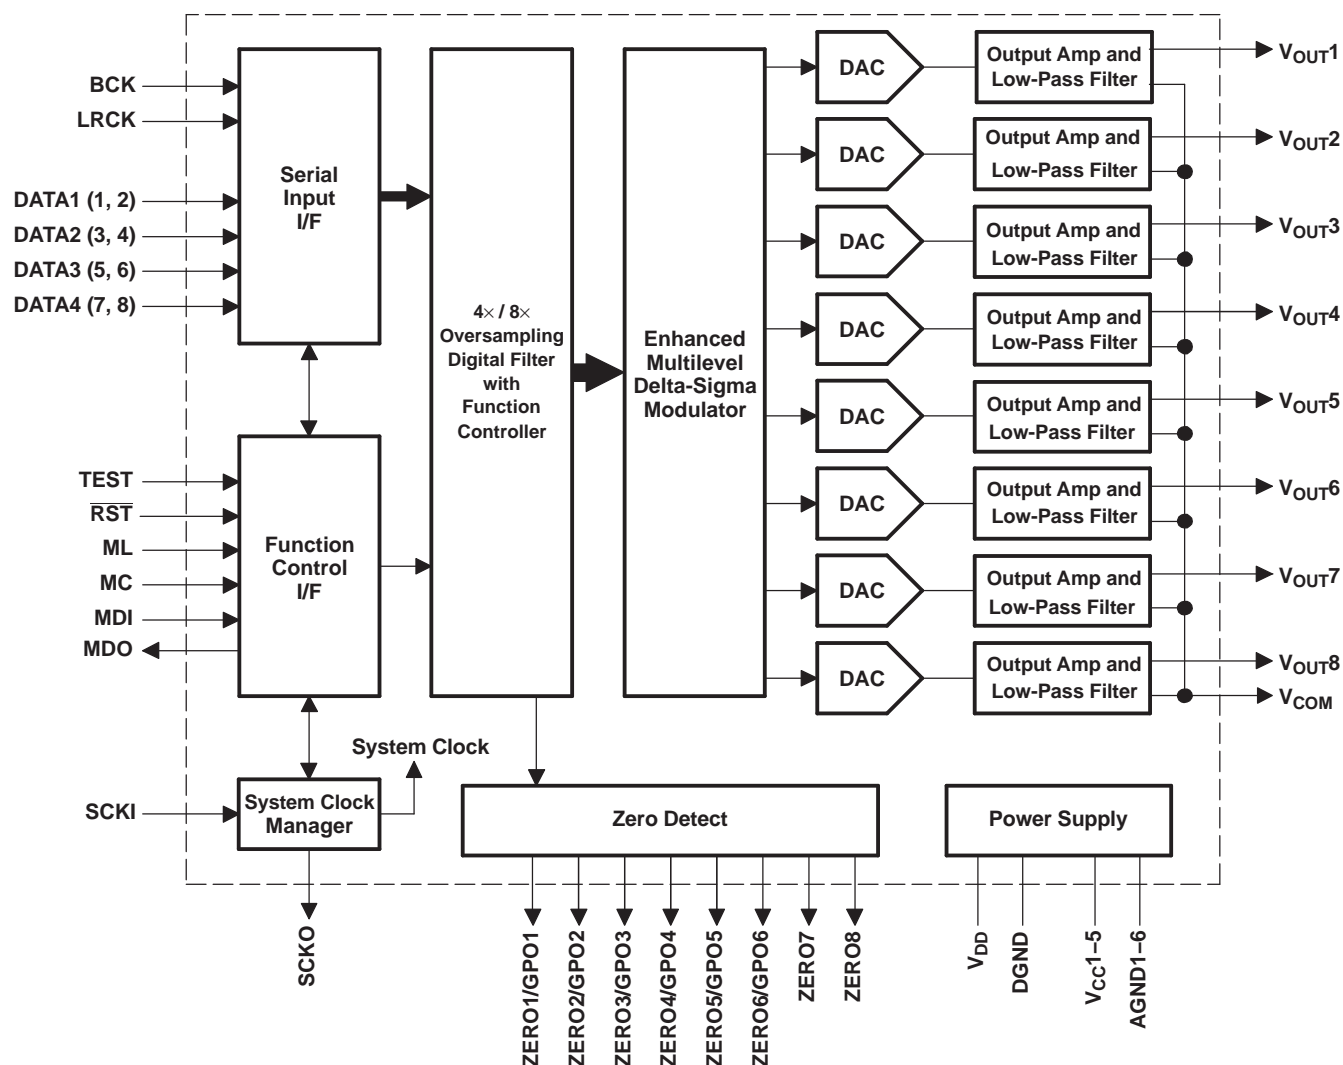 BCK
LRCK
DATA1 (1, 2)
DATA2 (3, 4)
DATA3 (5, 6)
DATA4 (7, 8)
TEST
RST
ML
MC
MDI
MDO
SCKI
Serial
Input
I/F
Function
Control
I/F
System Clock
Manager
System Clock
SCKO
4× / 8×
Oversampling
Digital Filter
with
Function
Controller
Enhanced
Multilevel
Delta-Sigma
Modulator
DAC
Output Amp and
Low-Pass Filter
VOUT1
DAC
Output Amp and
Low-Pass Filter
VOUT2
DAC
Output Amp and
Low-Pass Filter
VOUT3
DAC
Output Amp and
Low-Pass Filter
VOUT4
DAC
Output Amp and
Low-Pass Filter
VOUT5
DAC
Output Amp and
Low-Pass Filter
VOUT6
DAC
Output Amp and
Low-Pass Filter
VOUT7
DAC
Output Amp and
Low-Pass Filter
VOUT8
VCOM
Zero Detect
ZERO1/GPO1
ZERO2/GPO2
ZERO3/GPO3
ZERO4/GPO4
ZERO5/GPO5
ZERO6/GPO6
ZERO7
ZERO8
Power Supply
VDD
DGND
VCC1–5
AGND1–6